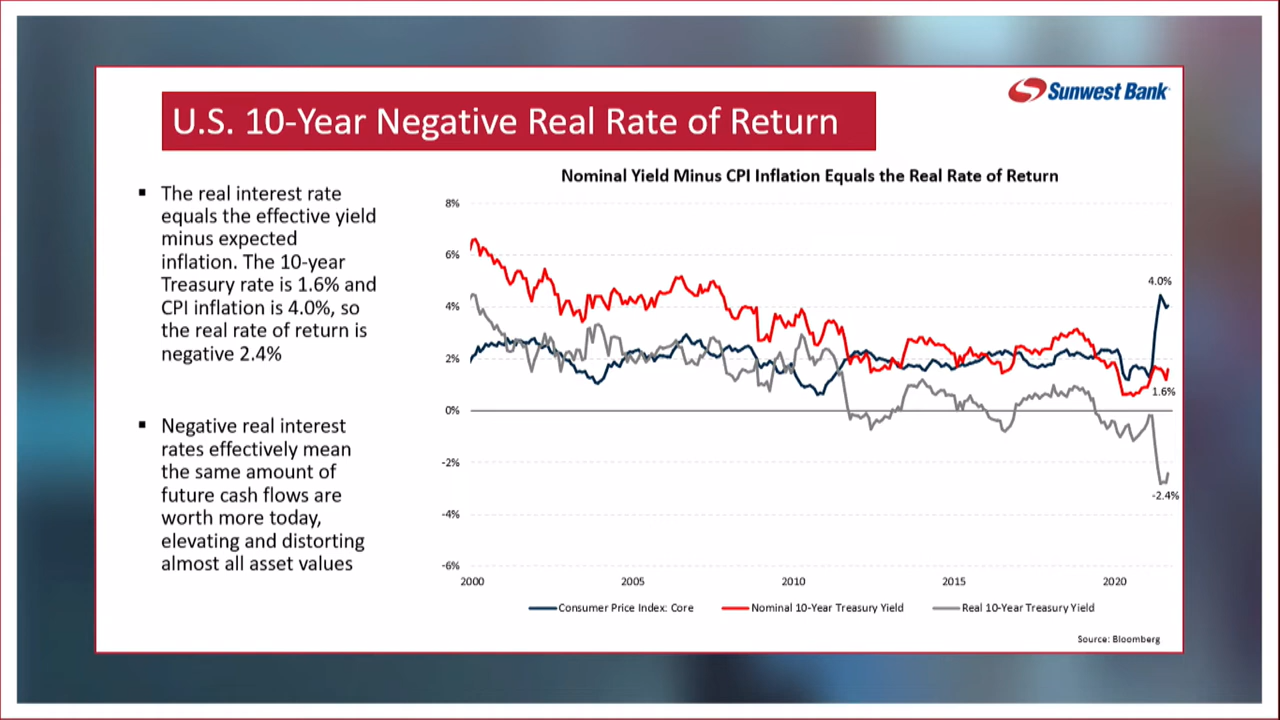 Sunwest Bank
U.S. 10-Year Negative Real Rate of Return
▪ The real interest rate
equals the effective yield
minus expected
inflation. The 10-year
Treasury rate is 1.6% and
CPI inflation is 4.0%, so
the real rate of return is
negative 2.4%
▪ Negative real interest
rates effectively mean
the same amount of
future cash flows are
worth more today,
elevating and distorting
almost all asset values
Nominal Yield Minus CPI Inflation Equals the Real Rate of Return
8%
6%
4%
2%
0%
-2%
-4%
-6%
4.0%
1.6%
-2.4%
2000 2005 2010 2015 2020
Consumer Price Index: Core Nominal 10-Year Treasury Yield Real 10-Year Treasury Yield
Source: Bloomberg